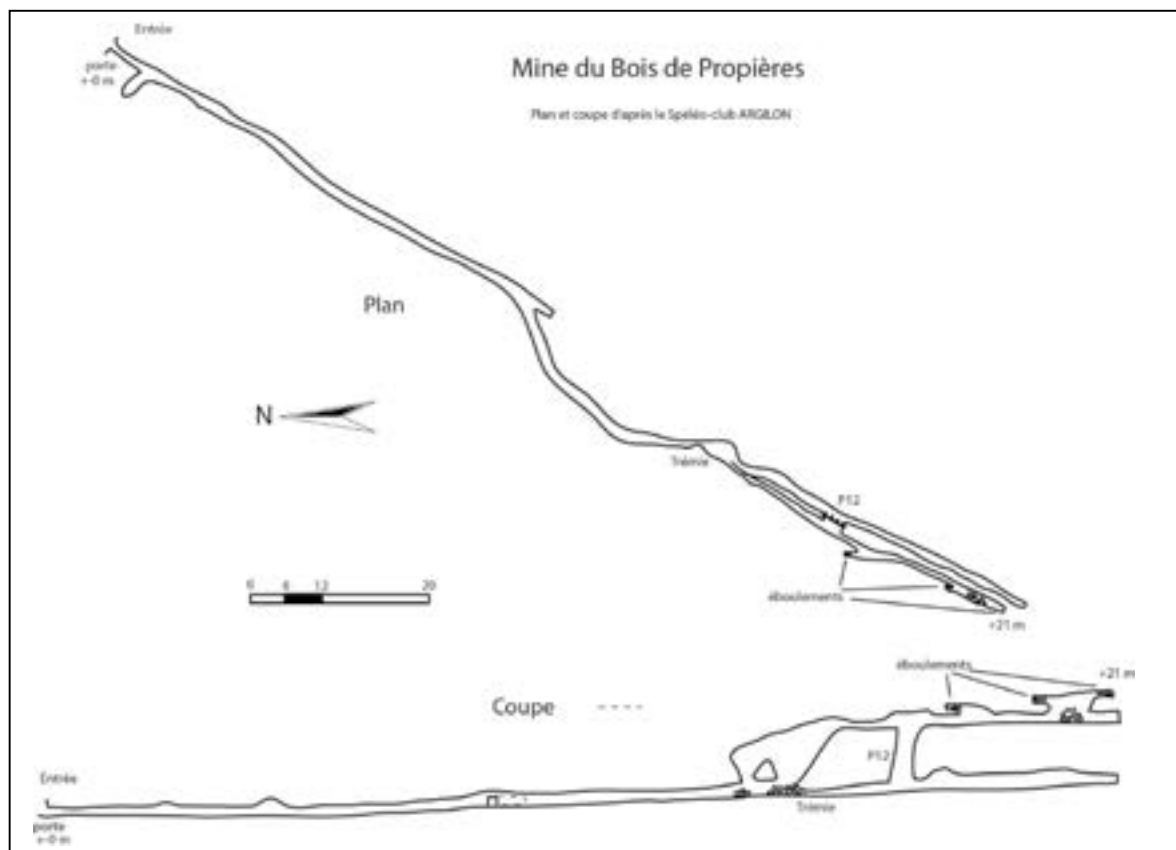 Entrée
porte
+-0 m
Mine du Bois de Propières
Plan et coupe d'après le Spéléo-club ARGILON
Plan
N
Trémie
P12
0 6 12 20
éboulements
+21 m
éboulements
+21 m
Coupe
P12
Entrée
Trémie
porte
+-0 m